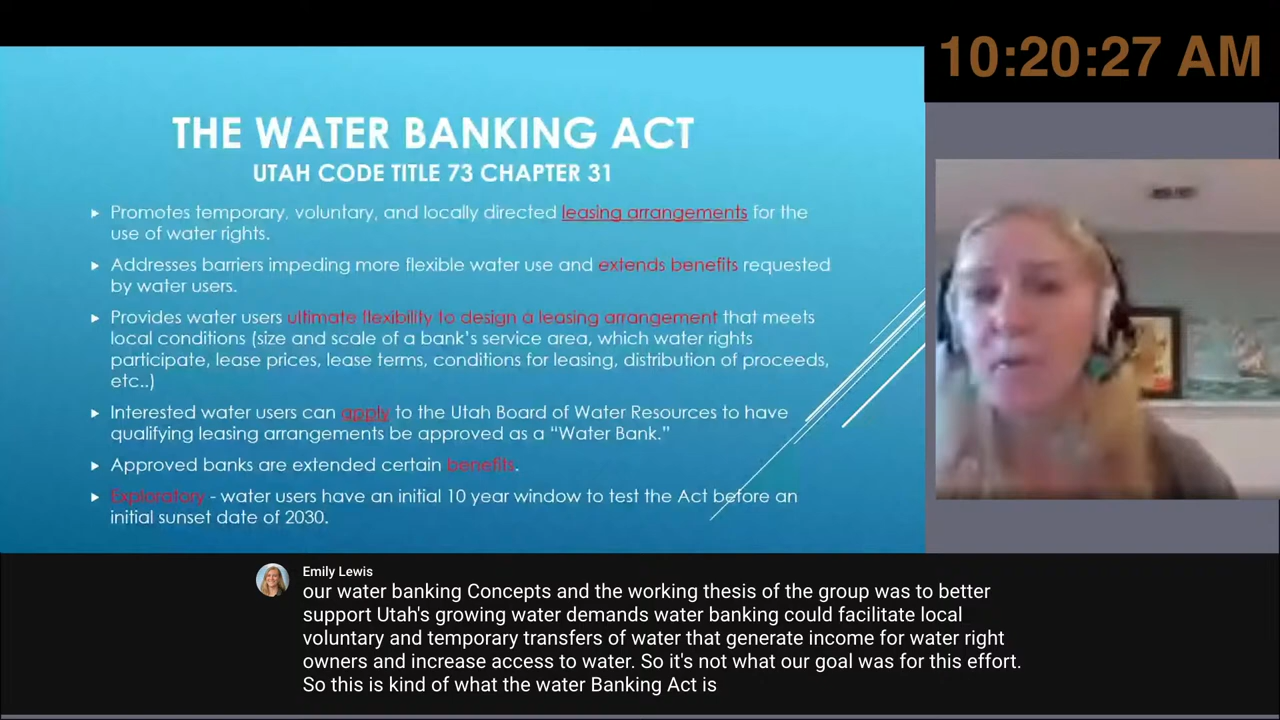 10:20:27 AM
THE WATER BANKING ACT
UTAH CODE TITLE 73 CHAPTER 31
Promotes temporary, voluntary, and locally directed leasing arrangements for the
use of water rights.
Addresses barriers impeding more flexible water use and extends benefits requested
by water users.
Provides water users ultimate flexibility to design a leasing arrangement that meets
local conditions (size and scale of a bank's service area, which water rights
participate, lease prices, lease terms, conditions for leasing, distribution of proceeds,
etc..)
Interested water users can apply to the Utah Board of Water Resources to have
qualifying leasing arrangements be approved as a “Water Bank.”
Approved banks are extended certain benefits.
Exploratory - water users have an initial 10 year window to test the Act before an
initial sunset date of 2030.
Emily Lewis
our water banking Concepts and the working thesis of the group was to better
support Utah's growing water demands water banking could facilitate local
voluntary and temporary transfers of water that generate income for water right
owners and increase access to water. So it's not what our goal was for this effort.
So this is kind of what the water Banking Act is